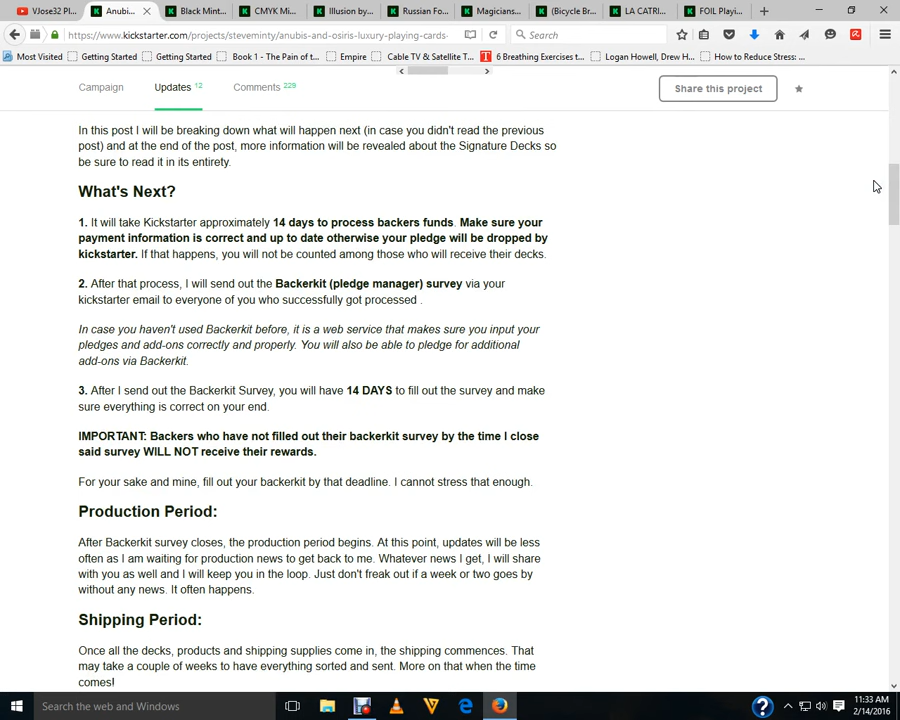 VJose32 Pl...
Anubi...
Black Mint...
CMYK Mi...
Illusion by...
Russian Fo...
Magicians...
(Bicycle Br...
LA CATRI...
FOIL Playi...
https://www.kickstarter.com/projects/steveminty/anubis-and-osiris-luxury-playing-cards-
Search
Most Visited
Getting Started
Getting Started
Book 1 - The Pain of t...
Empire
Cable TV & Satellite T...
6 Breathing Exercises t...
Logan Howell, Drew H...
How to Reduce Stress: ...
Campaign
Updates 12
Comments 229
Share this project
In this post I will be breaking down what will happen next (in case you didn't read the previous
post) and at the end of the post, more information will be revealed about the Signature Decks so
be sure to read it in its entirety.
What's Next?
1. It will take Kickstarter approximately 14 days to process backers funds. Make sure your
payment information is correct and up to date otherwise your pledge will be dropped by
kickstarter. If that happens, you will not be counted among those who will receive their decks.
2. After that process, I will send out the Backerkit (pledge manager) survey via your
kickstarter email to everyone of you who successfully got processed .
In case you haven't used Backerkit before, it is a web service that makes sure you input your
pledges and add-ons correctly and properly. You will also be able to pledge for additional
add-ons via Backerkit.
3. After I send out the Backerkit Survey, you will have 14 DAYS to fill out the survey and make
sure everything is correct on your end.
IMPORTANT: Backers who have not filled out their backerkit survey by the time I close
said survey WILL NOT receive their rewards.
For your sake and mine, fill out your backerkit by that deadline. I cannot stress that enough.
Production Period:
After Backerkit survey closes, the production period begins. At this point, updates will be less
often as I am waiting for production news to get back to me. Whatever news I get, I will share
with you as well and I will keep you in the loop. Just don't freak out if a week or two goes by
without any news. It often happens.
Shipping Period:
Once all the decks, products and shipping supplies come in, the shipping commences. That
may take a couple of weeks to have everything sorted and sent. More on that when the time
comes!
Search the web and Windows
11:33 AM
2/14/2016